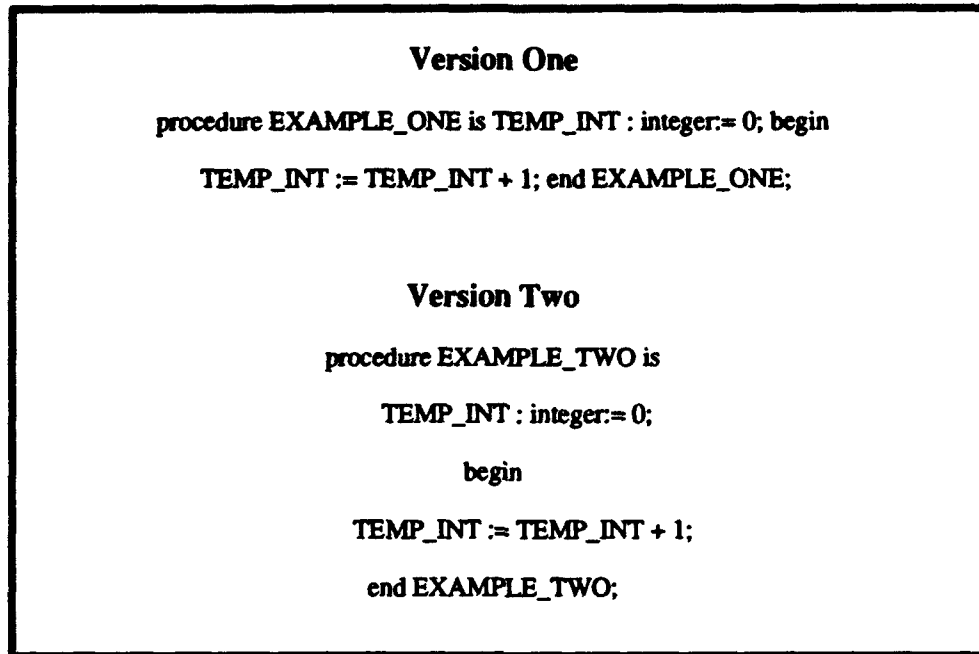 Version One
procedure EXAMPLE_ONE is TEMP_INT : integer:= 0; begin
TEMP_INT := TEMP_INT + 1; end EXAMPLE_ONE;
Version Two
procedure EXAMPLE_TWO is
TEMP_INT : integer:= 0;
begin
TEMP_INT := TEMP_INT + 1;
end EXAMPLE_TWO;